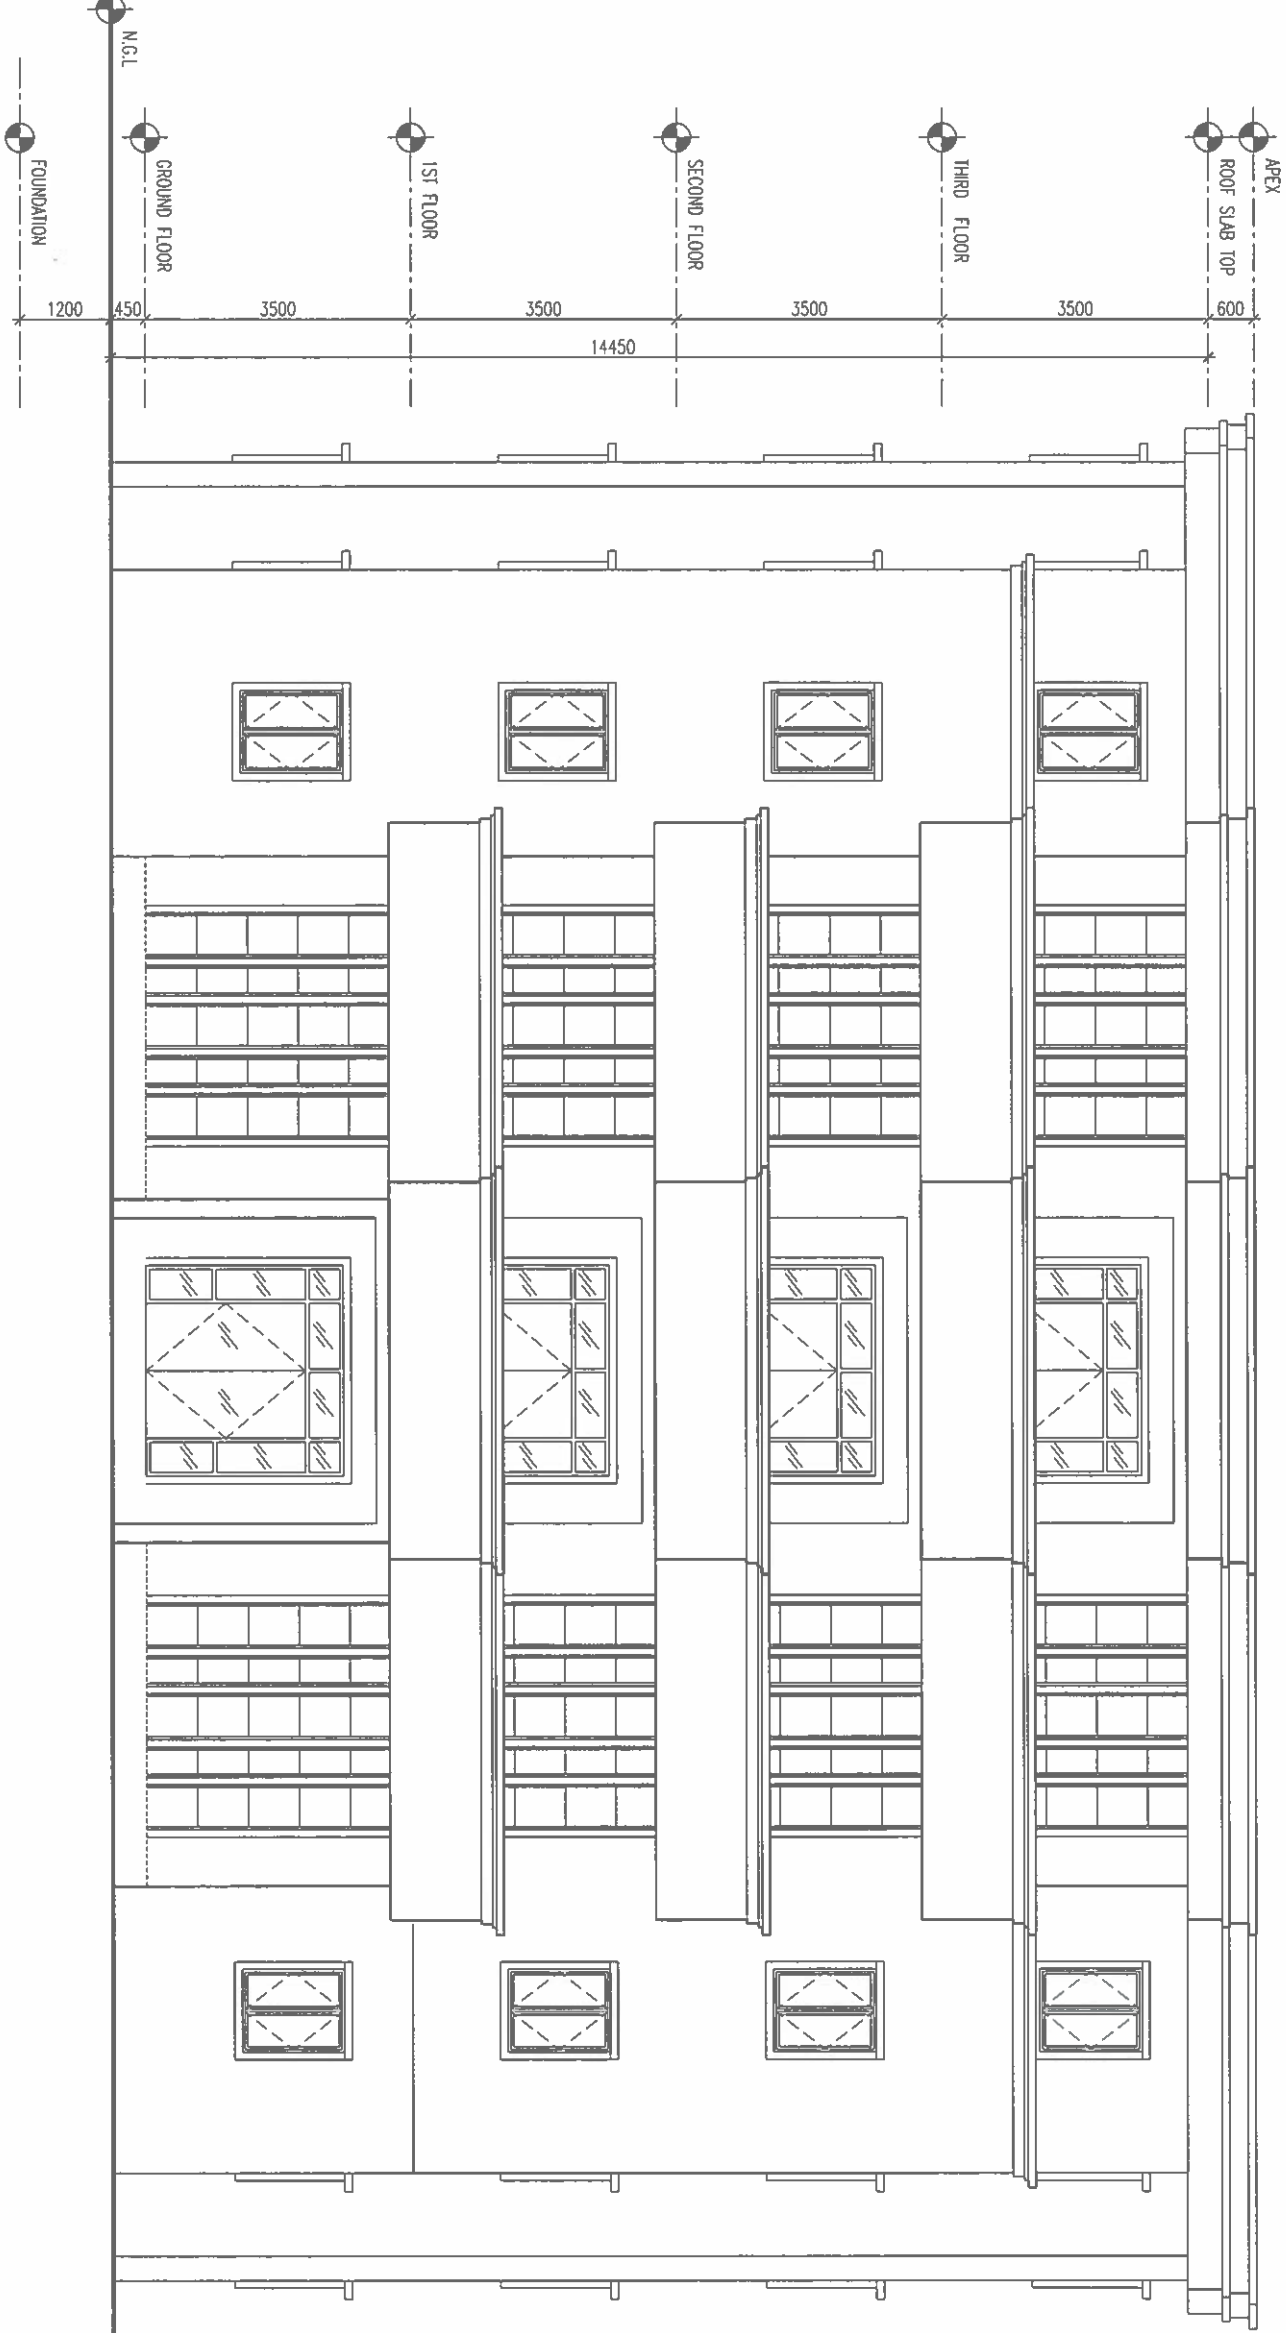 APEX
ROOF SLAB TOP
THIRD FLOOR
SECOND FLOOR
1ST FLOOR
GROUND FLOOR
N.G.L
FOUNDATION
1200
450
3500
3500
3500
3500
600
14450